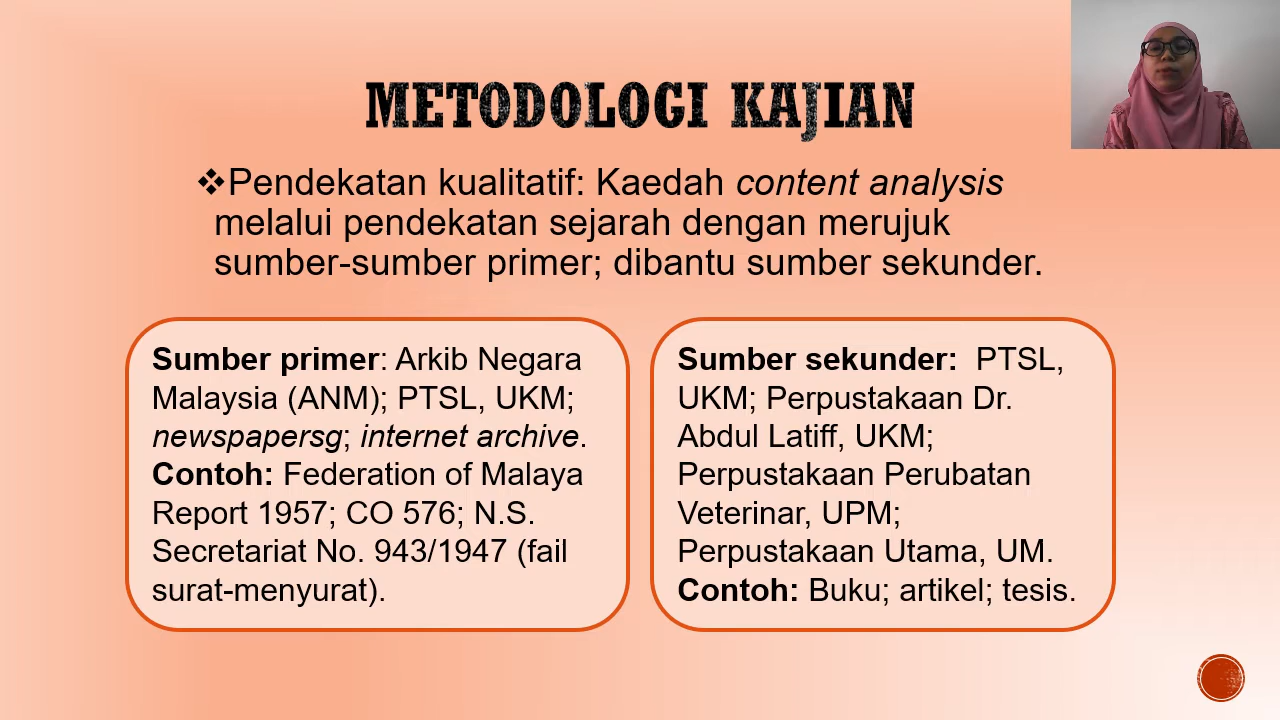 METODOLOGI KAJIAN
❖Pendekatan kualitatif: Kaedah content analysis
melalui pendekatan sejarah dengan merujuk
sumber-sumber primer; dibantu sumber sekunder.
Sumber primer: Arkib Negara
Malaysia (ANM); PTSL, UKM;
newspapersg; internet archive.
Contoh: Federation of Malaya
Report 1957; CO 576; N.S.
Secretariat No. 943/1947 (fail
surat-menyurat).
Sumber sekunder: PTSL,
UKM; Perpustakaan Dr.
Abdul Latiff, UKM;
Perpustakaan Perubatan
Veterinar, UPM;
Perpustakaan Utama, UM.
Contoh: Buku; artikel; tesis.